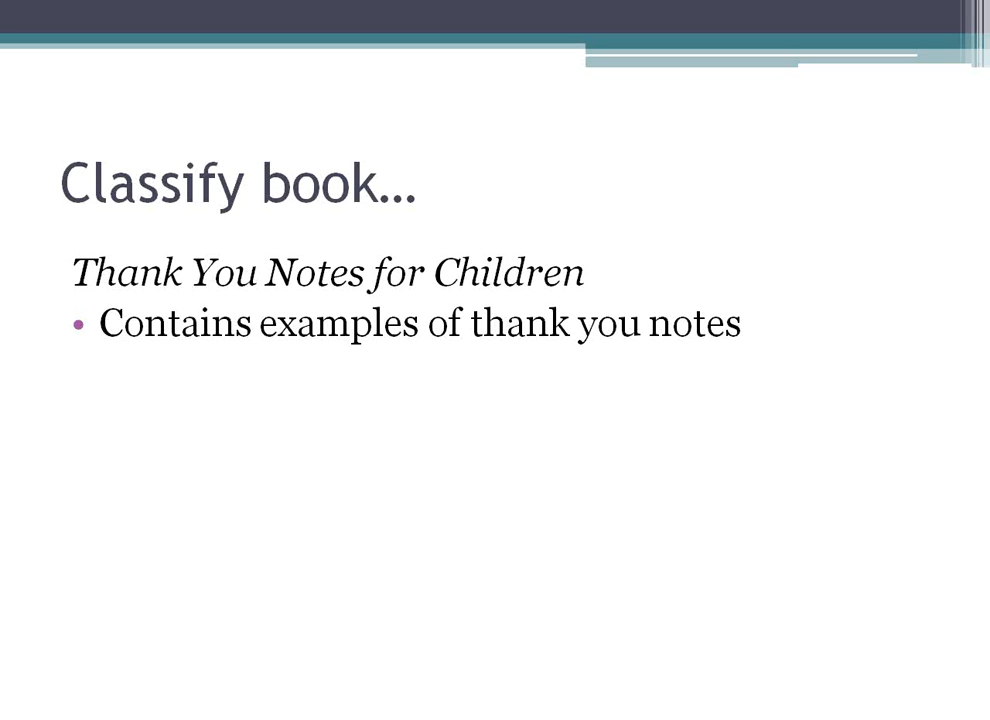 Classify book…
Thank You Notes for Children
• Contains examples of thank you notes